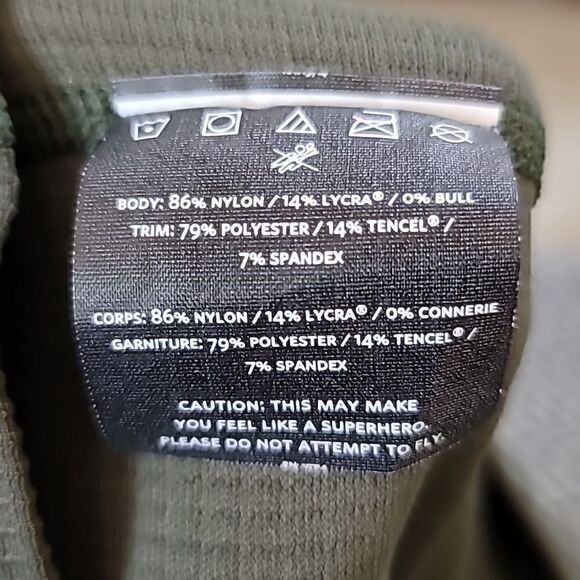 BODY: 86% NYLON / 14% LYCRA® / 0% BULL
TRIM: 79% POLYESTER / 14% TENCEL® /
7% SPANDEX
CORPS: 86% NYLON / 14% LYCRA® / 0% CONNERIE
GARNITURE: 79% POLYESTER / 14% TENCEL® /
7% SPANDEX
CAUTION: THIS MAY MAKE
YOU FEEL LIKE A SUPERHERO.
PLEASE DO NOT ATTEMPT TO FLY.